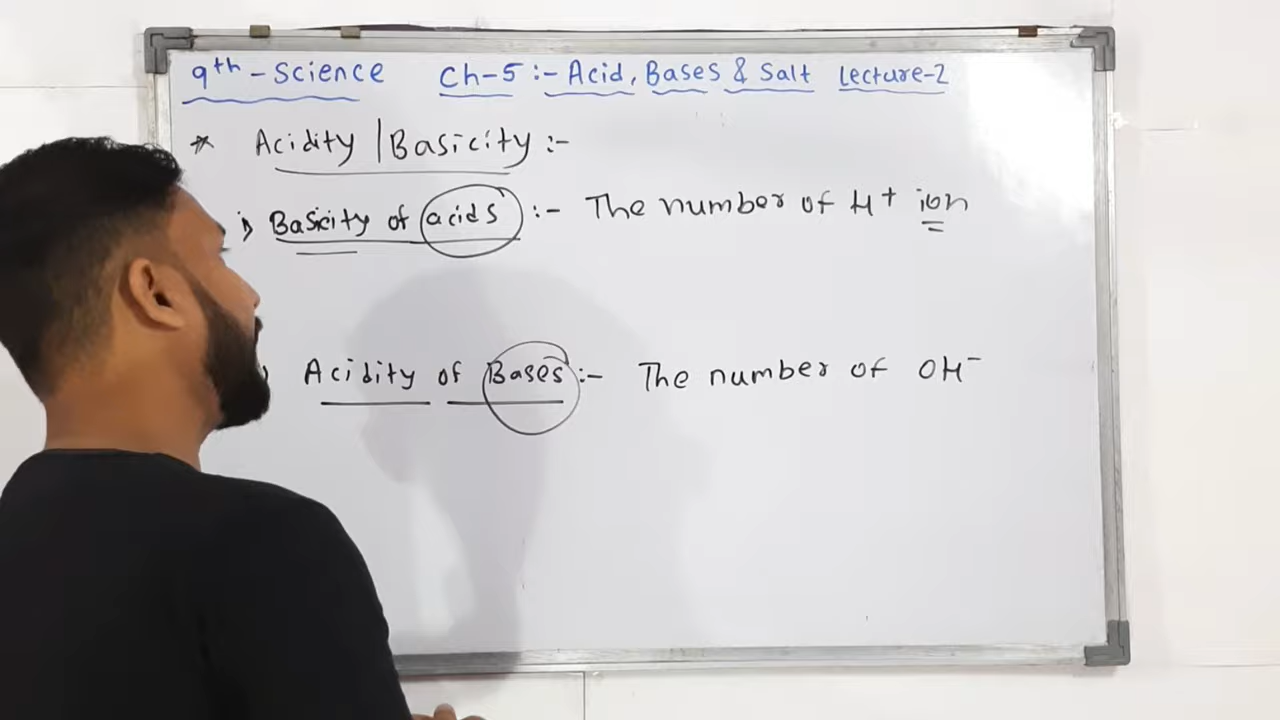 9th - Science Ch-5 :- Acid, Bases & Salt Lecture-2
* Acidity | Basicity :-
i) Basicity of acids :- The number of H+ ion
Acidity of Bases :- The number of OH-